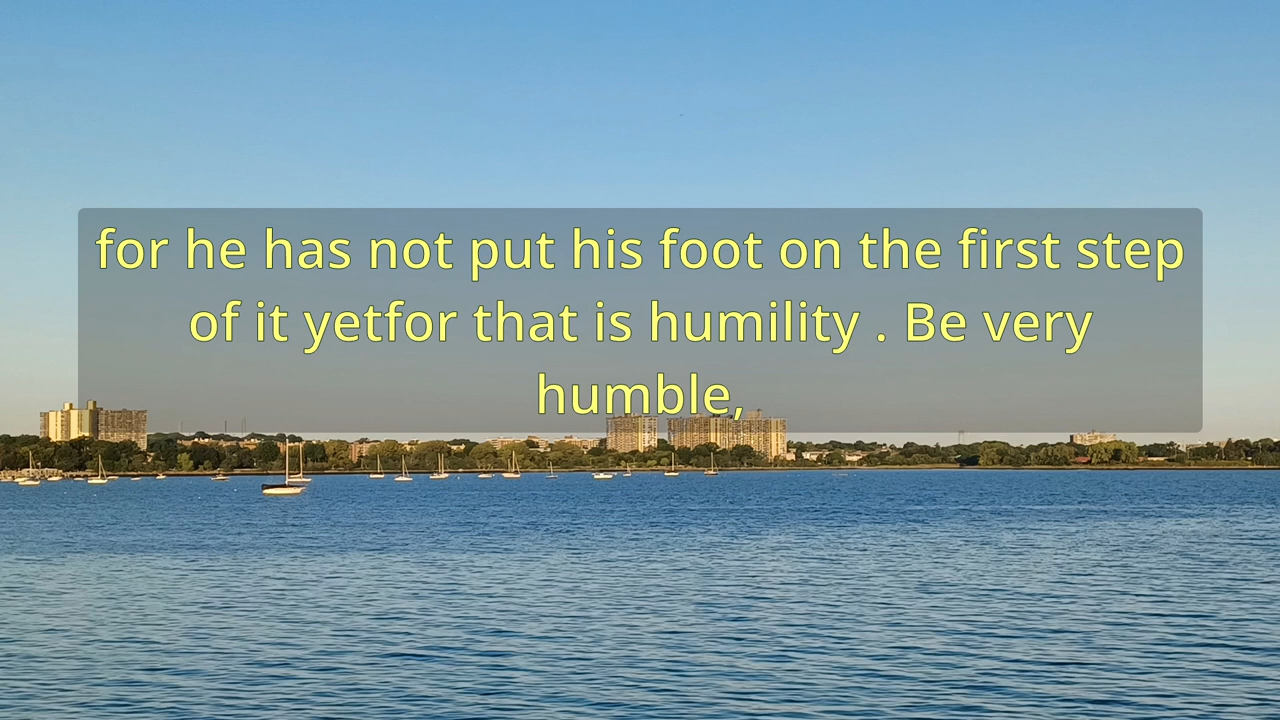 for he has not put his foot on the first step
of it yetfor that is humility . Be very
humble,